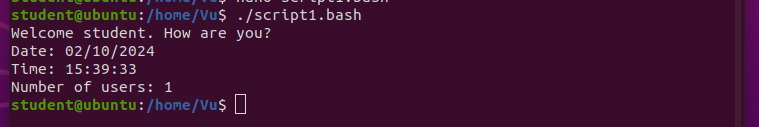 student@ubuntu:/home/Vu$ ./script1.bash
Welcome student. How are you?
Date: 02/10/2024
Time: 15:39:33
Number of users: 1
student@ubuntu:/home/Vu$